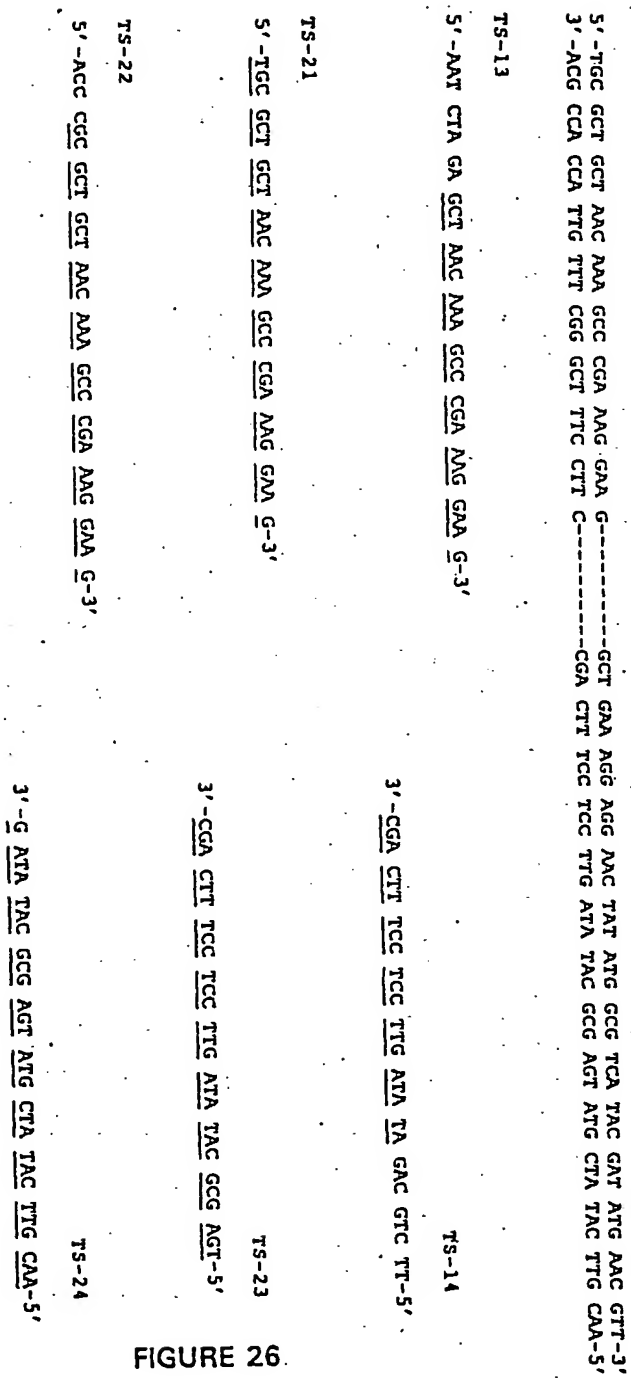 5'-TGC GCT GCT AAC AAA GCC CGA AAG GAA G----------GCT GAA AGG AGG AAC TAT ATG GCG TCA TAC GAT ATG AAC GTT-3'
3'-ACG CCA CCA TTG TTT CGG GCT TTC CTT C----------CGA CTT TCC TCC TTG ATA TAC GCG AGT ATG CTA TAC TTG CAA-5'
TS-13
5'-AAT CTA GA GCT AAC AAA GCC CGA AAG GAA G-3'
TS-14
3'-CGA CTT TCC TCC TTG ATA TA GAC GTC TT-5'
TS-21
5'-TGC GCT GCT AAC AAA GCC CGA AAG GAA G-3'
TS-23
3'-CGA CTT TCC TCC TTG ATA TAC GCG AGT-5'
TS-22
5'-ACC CGC GCT GCT AAC AAA GCC CGA AAG GAA G-3'
TS-24
3'-G ATA TAC GCG AGT ATG CTA TAC TTG CAA-5'
FIGURE 26.